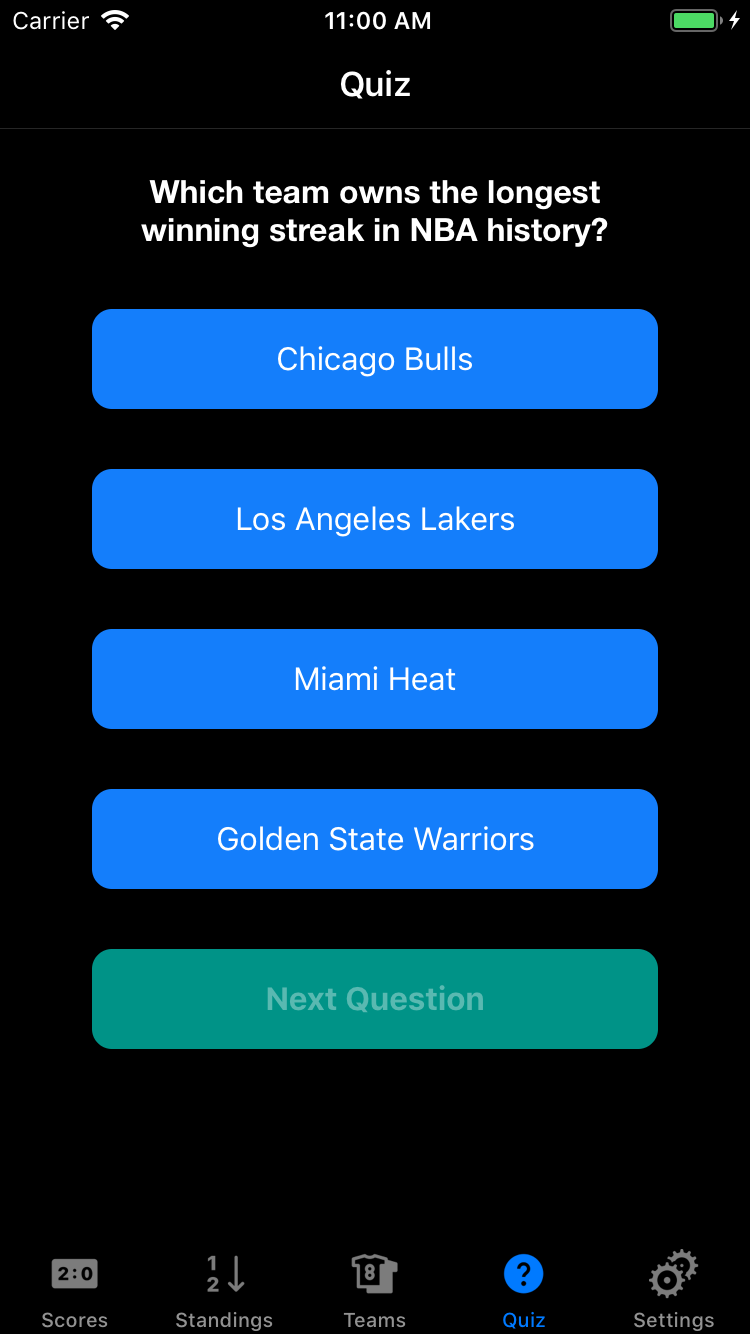 Carrier 11:00 AM
Quiz
Which team owns the longest
winning streak in NBA history?
Chicago Bulls
Los Angeles Lakers
Miami Heat
Golden State Warriors
Next Question
2:0 1 2 8 ?
Scores Standings Teams Quiz Settings